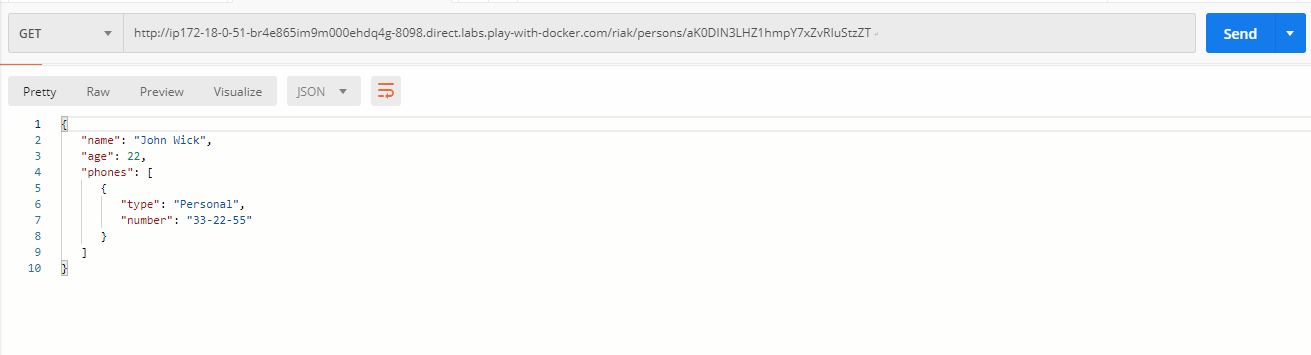 GET http://ip172-18-0-51-br4e865im9m000ehdq4g-8098.direct.labs.play-with-docker.com/riak/persons/aK0DIN3LHZ1hmpY7xZvRluStzZT Send
Pretty Raw Preview Visualize JSON
1 {
2 "name": "John Wick",
3 "age": 22,
4 "phones": [
5 {
6 "type": "Personal",
7 "number": "33-22-55"
8 }
9 ]
10 }